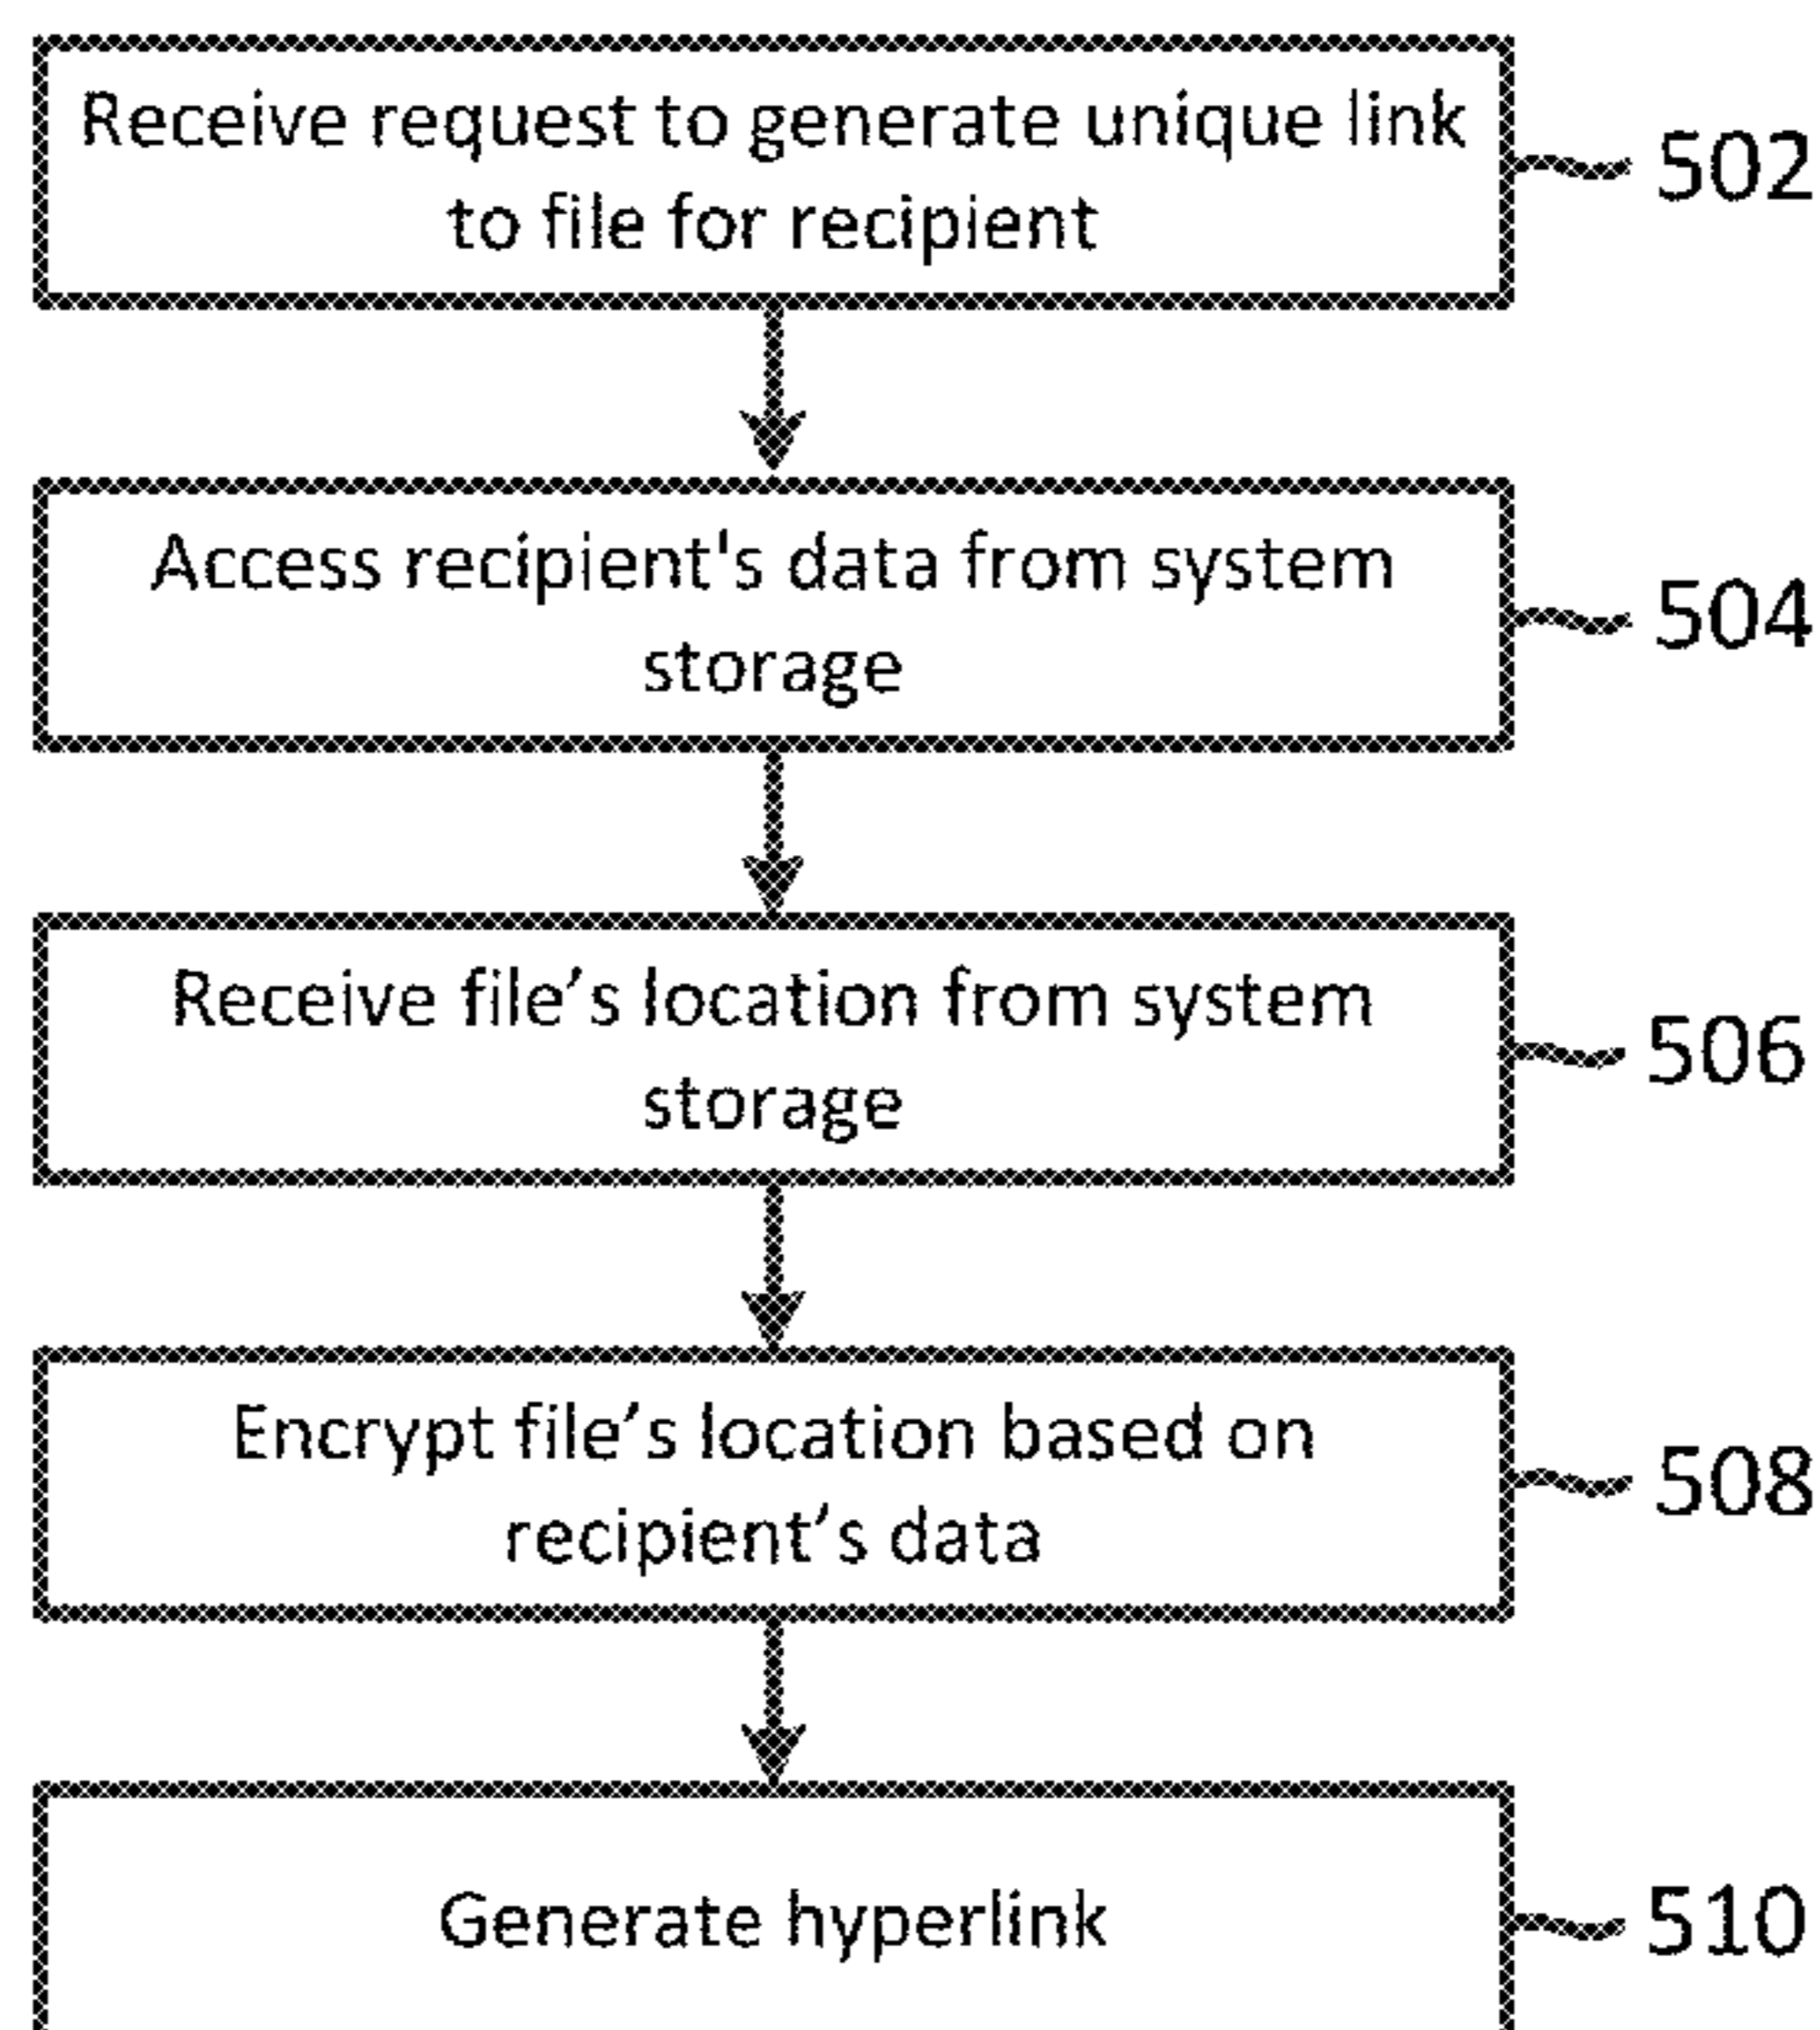 Receive request to generate unique link
to file for recipient
502
Access recipient's data from system
storage
504
Receive file’s location from system
storage
506
Encrypt file’s location based on
recipient’s data
508
Generate hyperlink
510